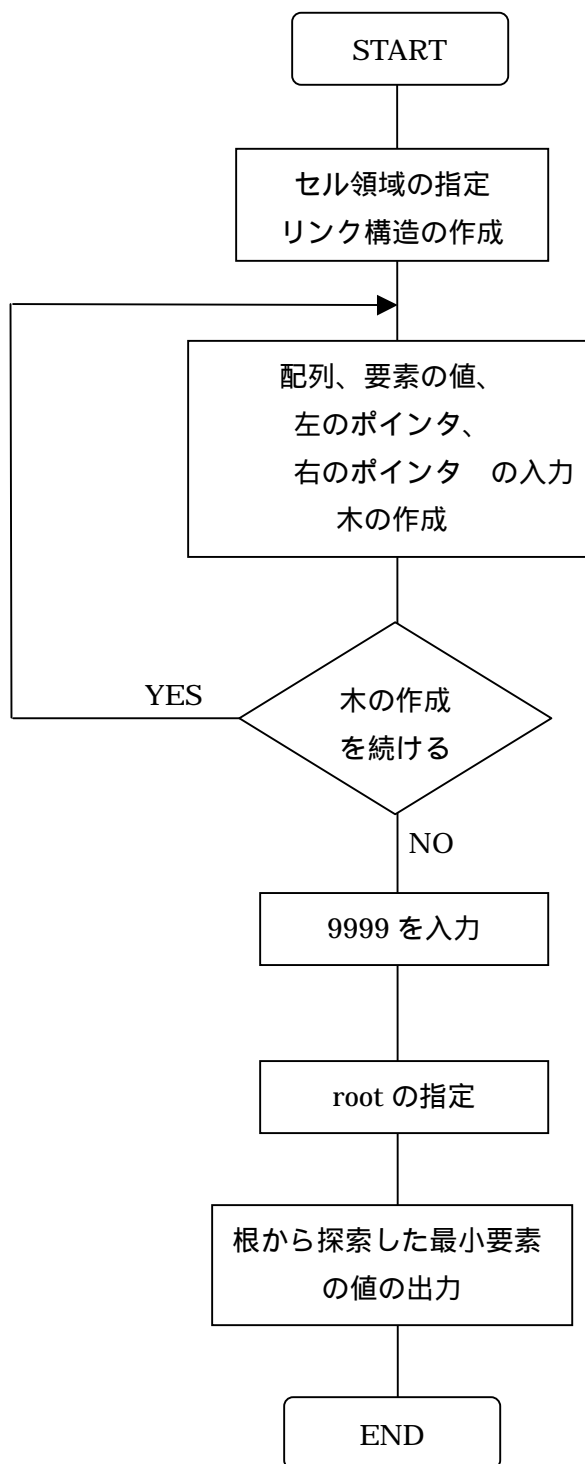 START
セル領域の指定
リンク構造の作成
配列、要素の値、
左のポインタ、
右のポインタ　の入力
木の作成
YES
木の作成
を続ける
NO
9999 を入力
root の指定
根から探索した最小要素
の値の出力
END